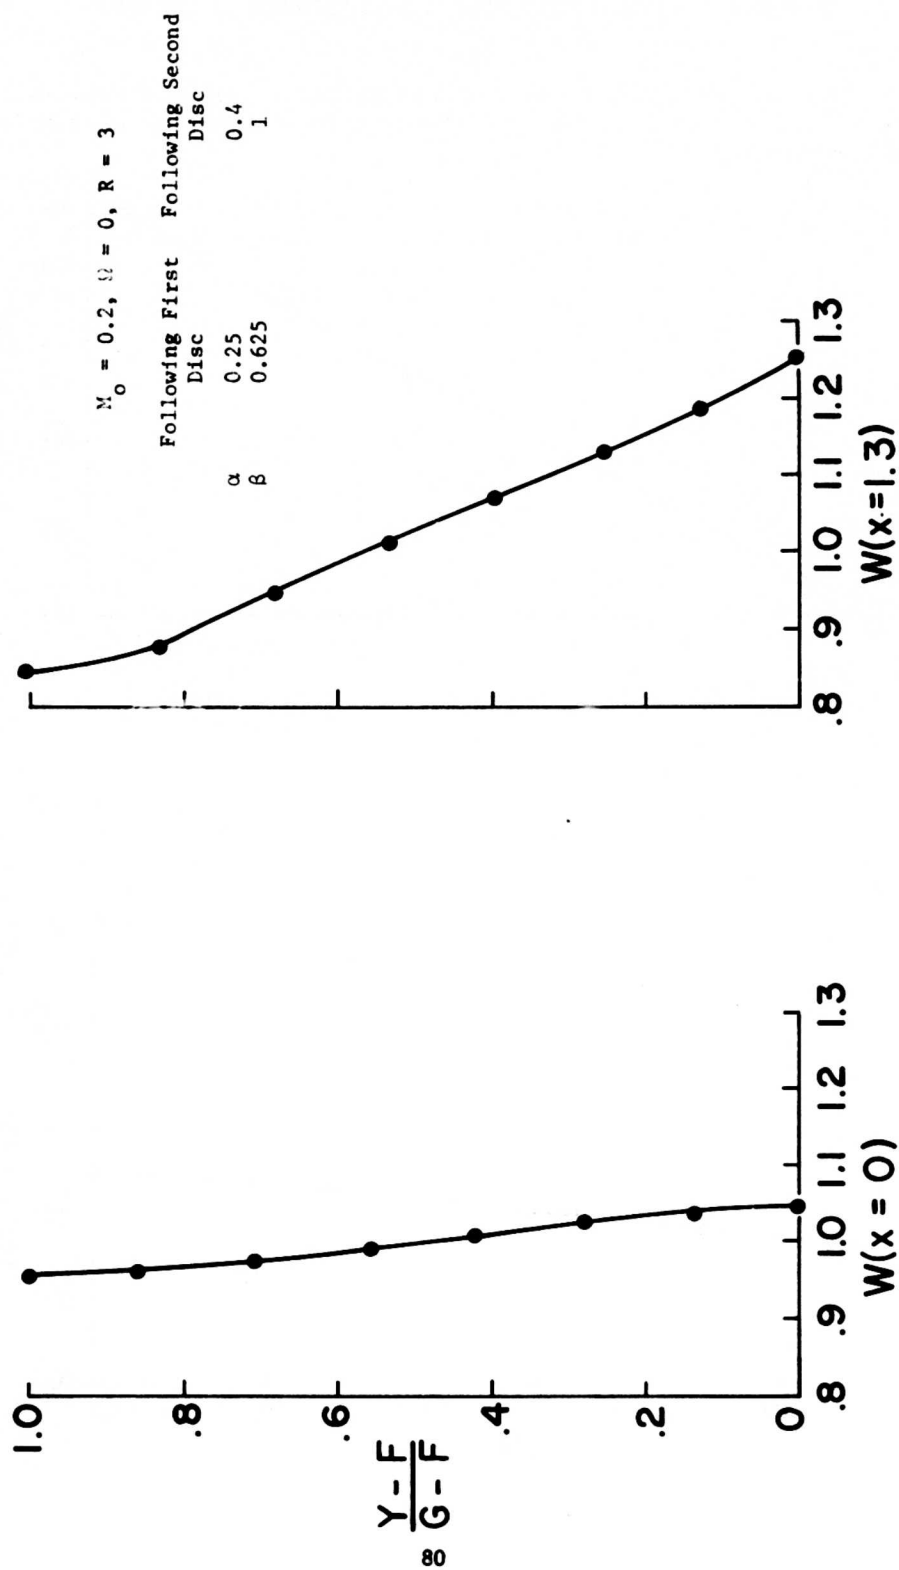 M₀ = 0.2, Ω = 0, R = 3
Following First Following Second
Disc Disc
α 0.25 0.4
β 0.625 1
1.0
.8
.6
.4
.2
0
Y - F
G - F
.8 .9 1.0 1.1 1.2 1.3
W(x = 0)
.8 .9 1.0 1.1 1.2 1.3
W(x = 1.3)
80